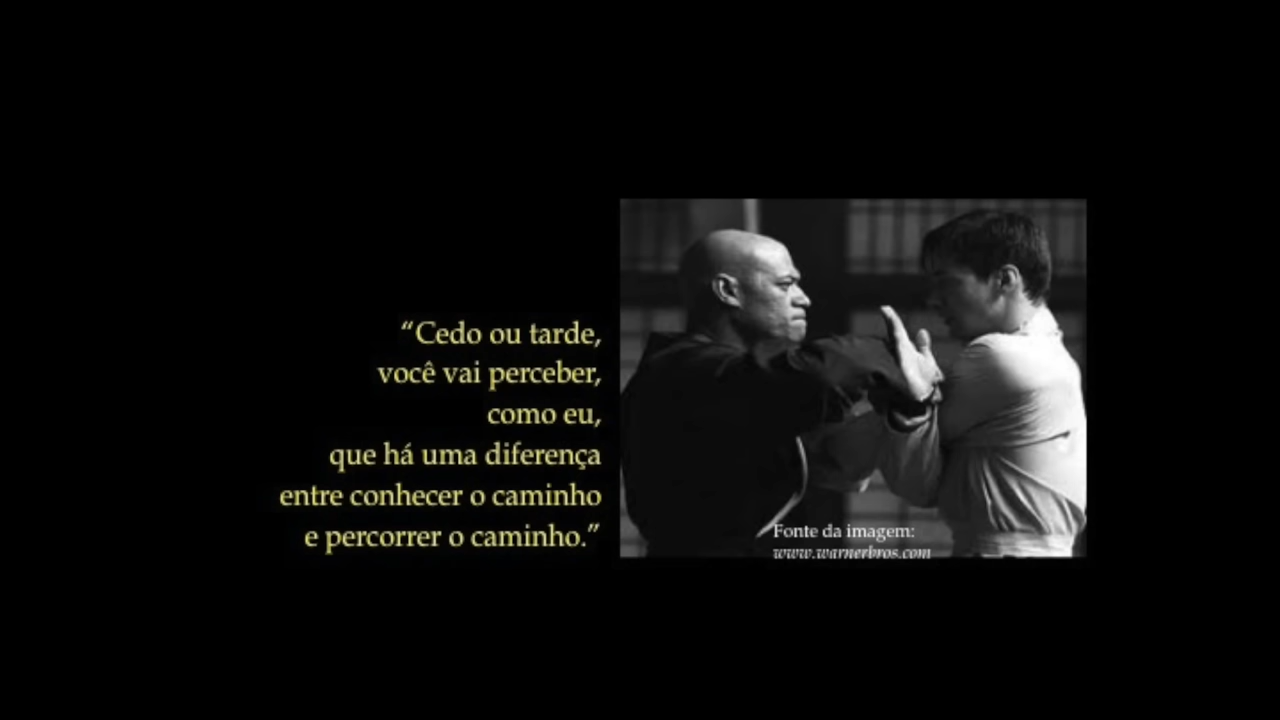 “Cedo ou tarde,
você vai perceber,
como eu,
que há uma diferença
entre conhecer o caminho
e percorrer o caminho.”
Fonte da imagem:
www.warnerbros.com